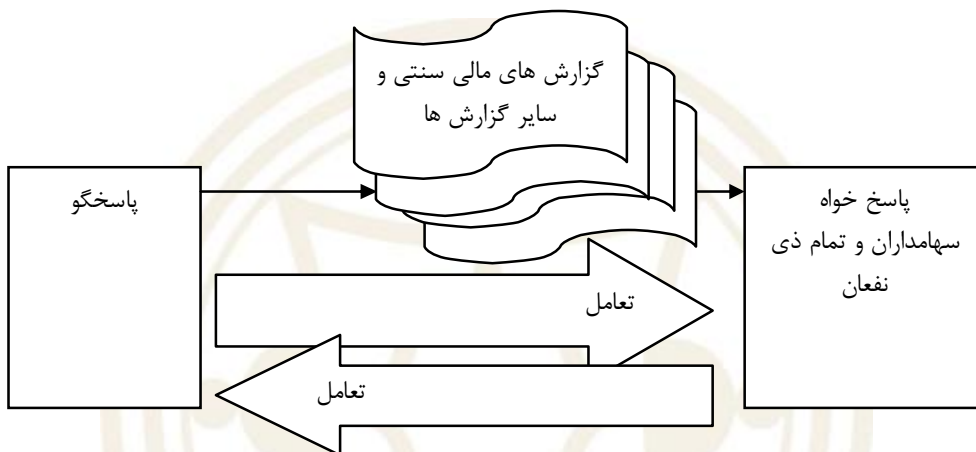 گزارش های مالی سنتی و
سایر گزارش ها
پاسخ خواه
سهامداران و تمام ذی
نفعان
پاسخگو
تعامل
تعامل